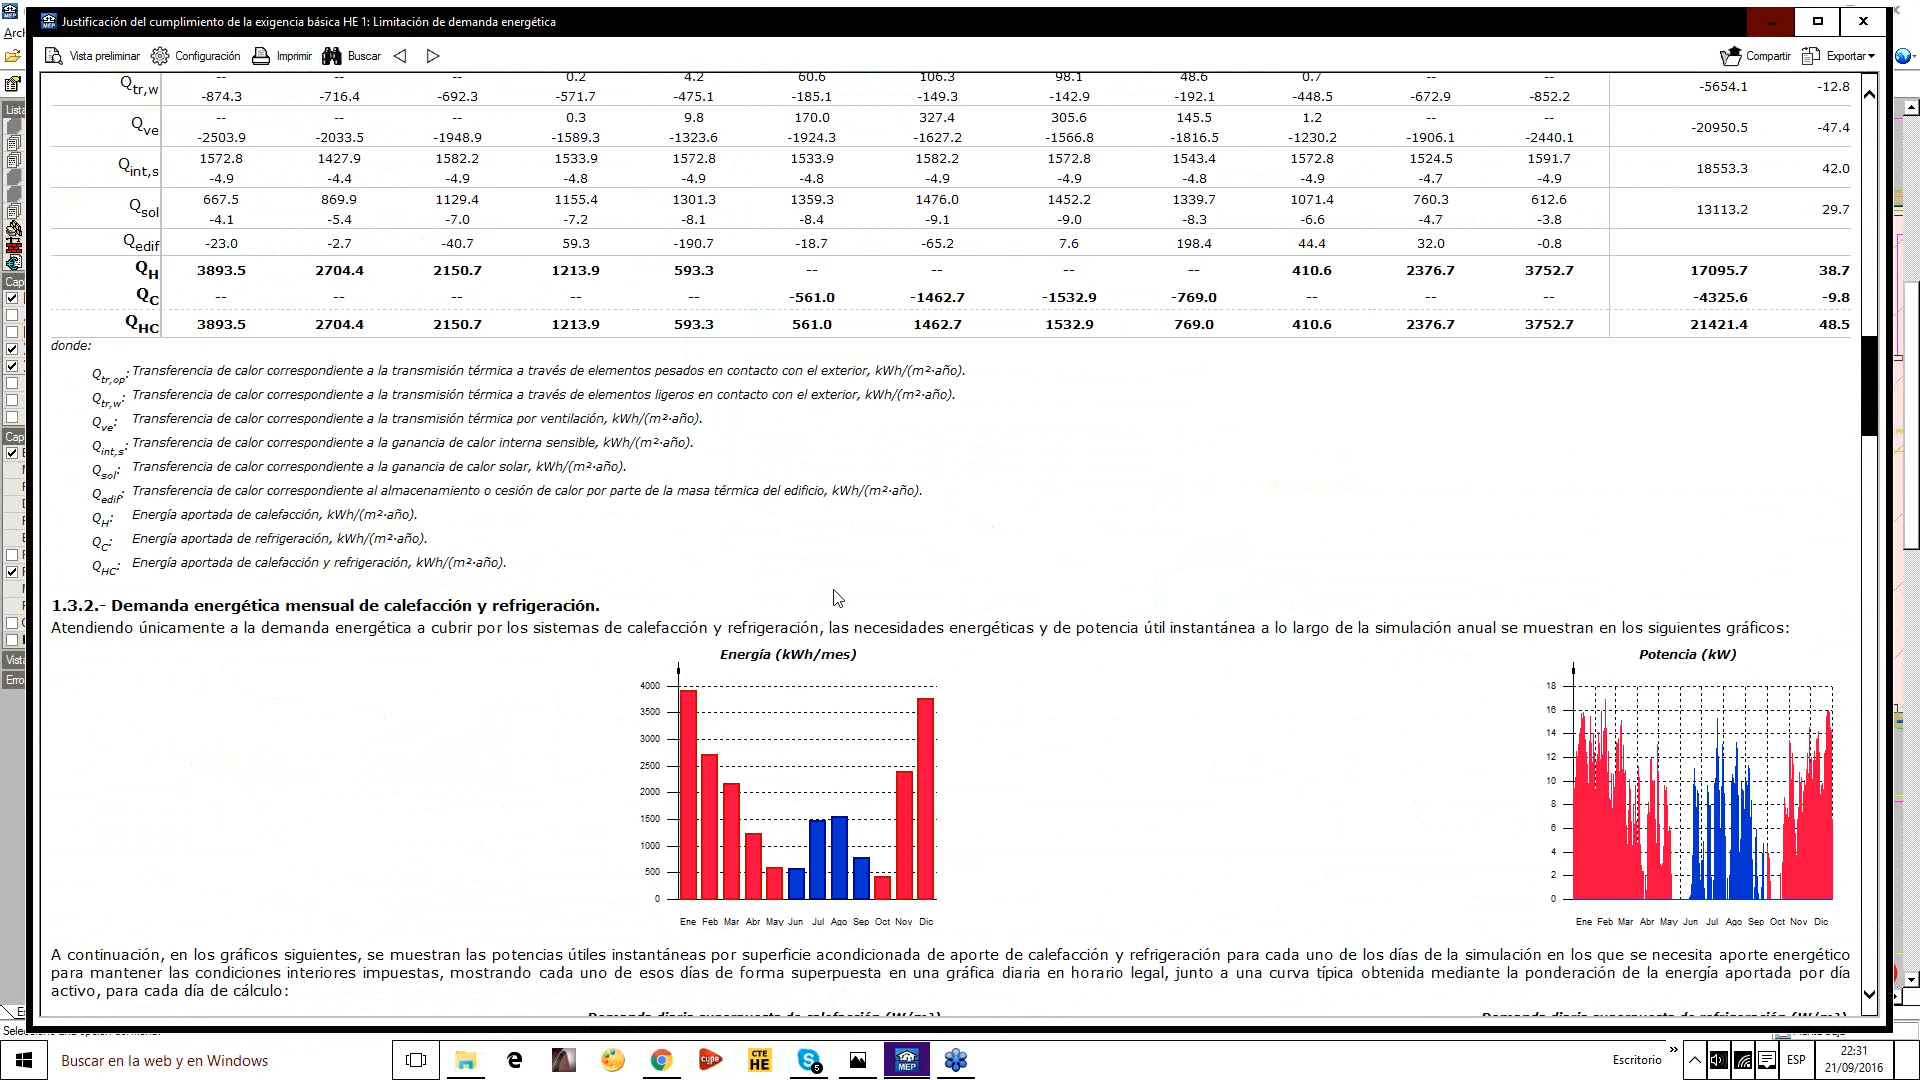 Justificación del cumplimiento de la exigencia básica HE 1: Limitación de demanda energética
Vista preliminar Configuración Imprimir Buscar Compartir Exportar
Qtr,w -- -- -- 0.2 4.2 60.6 106.3 98.1 48.6 0.7 -- --
-874.3 -716.4 -692.3 -571.7 -475.1 -185.1 -149.3 -142.9 -192.1 -448.5 -672.9 -852.2 -5654.1 -12.8
Qve -- -- -- 0.3 9.8 170.0 327.4 305.6 145.5 1.2 -- --
-2503.9 -2033.5 -1948.9 -1589.3 -1323.6 -1924.3 -1627.2 -1566.8 -1816.5 -1230.2 -1906.1 -2440.1 -20950.5 -47.4
Qint,s 1572.8 1427.9 1582.2 1533.9 1572.8 1533.9 1582.2 1572.8 1543.4 1572.8 1524.5 1591.7
-4.9 -4.4 -4.9 -4.8 -4.9 -4.8 -4.9 -4.9 -4.8 -4.9 -4.7 -4.9 18553.3 42.0
Qsol 667.5 869.9 1129.4 1155.4 1301.3 1359.3 1476.0 1452.2 1339.7 1071.4 760.3 612.6
-4.1 -5.4 -7.0 -7.2 -8.1 -8.4 -9.1 -9.0 -8.3 -6.6 -4.7 -3.8 13113.2 29.7
Qedif -23.0 -2.7 -40.7 59.3 -190.7 -18.7 -65.2 7.6 198.4 44.4 32.0 -0.8
QH 3893.5 2704.4 2150.7 1213.9 593.3 -- -- -- -- 410.6 2376.7 3752.7 17095.7 38.7
QC -- -- -- -- -- -561.0 -1462.7 -1532.9 -769.0 -- -- -- -4325.6 -9.8
QHC 3893.5 2704.4 2150.7 1213.9 593.3 561.0 1462.7 1532.9 769.0 410.6 2376.7 3752.7 21421.4 48.5
donde:
Qtr,op: Transferencia de calor correspondiente a la transmisión térmica a través de elementos pesados en contacto con el exterior, kWh/(m²·año).
Qtr,w: Transferencia de calor correspondiente a la transmisión térmica a través de elementos ligeros en contacto con el exterior, kWh/(m²·año).
Qve: Transferencia de calor correspondiente a la transmisión térmica por ventilación, kWh/(m²·año).
Qint,s: Transferencia de calor correspondiente a la ganancia de calor interna sensible, kWh/(m²·año).
Qsol: Transferencia de calor correspondiente a la ganancia de calor solar, kWh/(m²·año).
Qedif: Transferencia de calor correspondiente al almacenamiento o cesión de calor por parte de la masa térmica del edificio, kWh/(m²·año).
QH: Energía aportada de calefacción, kWh/(m²·año).
QC: Energía aportada de refrigeración, kWh/(m²·año).
QHC: Energía aportada de calefacción y refrigeración, kWh/(m²·año).
1.3.2.- Demanda energética mensual de calefacción y refrigeración.
Atendiendo únicamente a la demanda energética a cubrir por los sistemas de calefacción y refrigeración, las necesidades energéticas y de potencia útil instantánea a lo largo de la simulación anual se muestran en los siguientes gráficos:
Energía (kWh/mes)
4000
3500
3000
2500
2000
1500
1000
500
0
Ene Feb Mar Abr May Jun Jul Ago Sep Oct Nov Dic
Potencia (kW)
18
16
14
12
10
8
6
4
2
0
Ene Feb Mar Abr May Jun Jul Ago Sep Oct Nov Dic
A continuación, en los gráficos siguientes, se muestran las potencias útiles instantáneas por superficie acondicionada de aporte de calefacción y refrigeración para cada uno de los días de la simulación en los que se necesita aporte energético
para mantener las condiciones interiores impuestas, mostrando cada uno de esos días de forma superpuesta en una gráfica diaria en horario legal, junto a una curva típica obtenida mediante la ponderación de la energía aportada por día
activo, para cada día de cálculo:
Demanda diaria superpuesta de calefacción (W/m²) Demanda diaria superpuesta de refrigeración (W/m²)
Buscar en la web y en Windows
cype
CTE
HE
MEP
Escritorio
ESP
22:31
21/09/2016